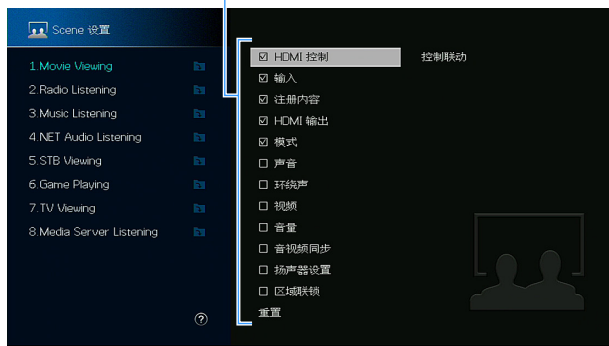 Scene 设置
1.Movie Viewing
2.Radio Listening
3.Music Listening
4.NET Audio Listening
5.STB Viewing
6.Game Playing
7.TV Viewing
8.Media Server Listening
?
HDMI 控制 控制联动
输入
注册内容
HDMI 输出
模式
声音
环绕声
视频
音量
音视频同步
扬声器设置
区域联锁
重置